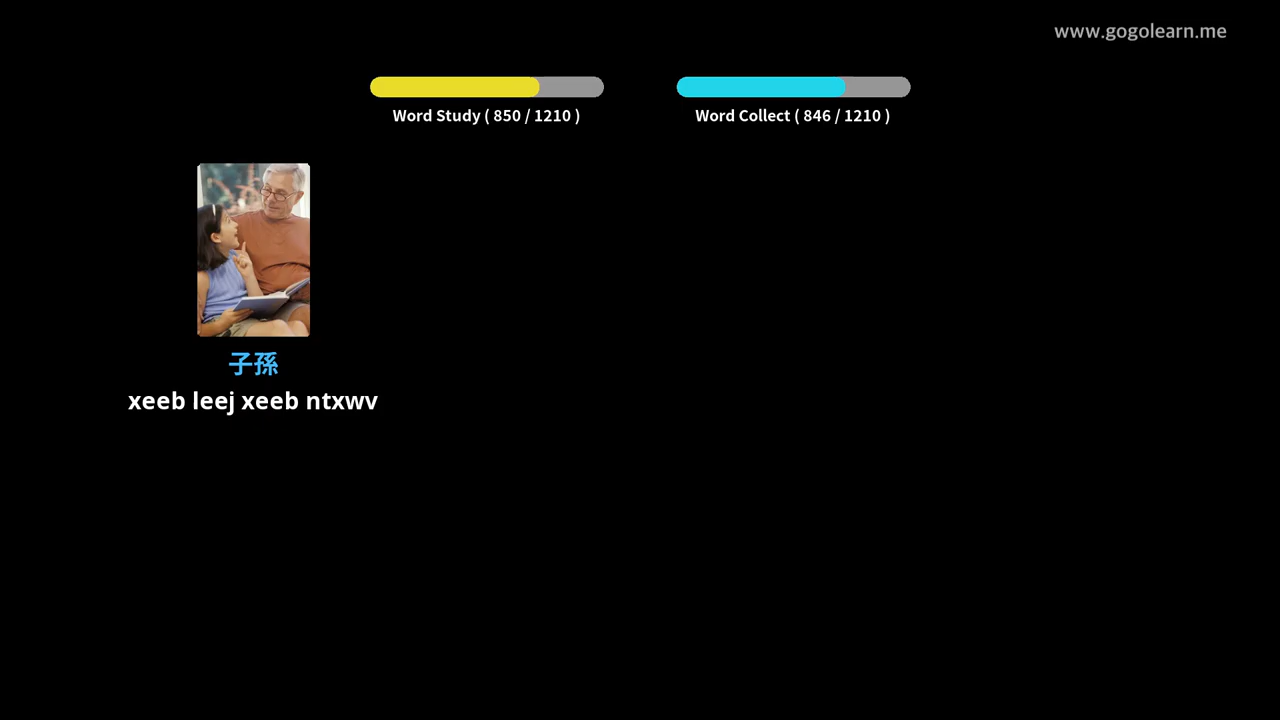 www.gogolearn.me
Word Study ( 850 / 1210 )
Word Collect ( 846 / 1210 )
子孫
xeeb leej xeeb ntxwv